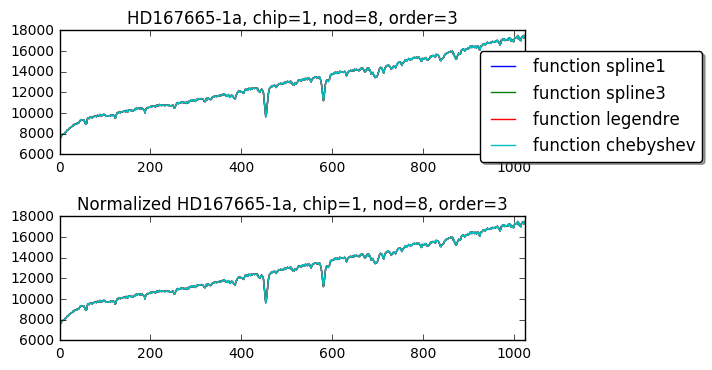 HD167665-1a, chip=1, nod=8, order=3
18000
16000
14000
12000
10000
8000
6000
0 200 400 600 800 1000
function spline1
function spline3
function legendre
function chebyshev
Normalized HD167665-1a, chip=1, nod=8, order=3
18000
16000
14000
12000
10000
8000
6000
0 200 400 600 800 1000